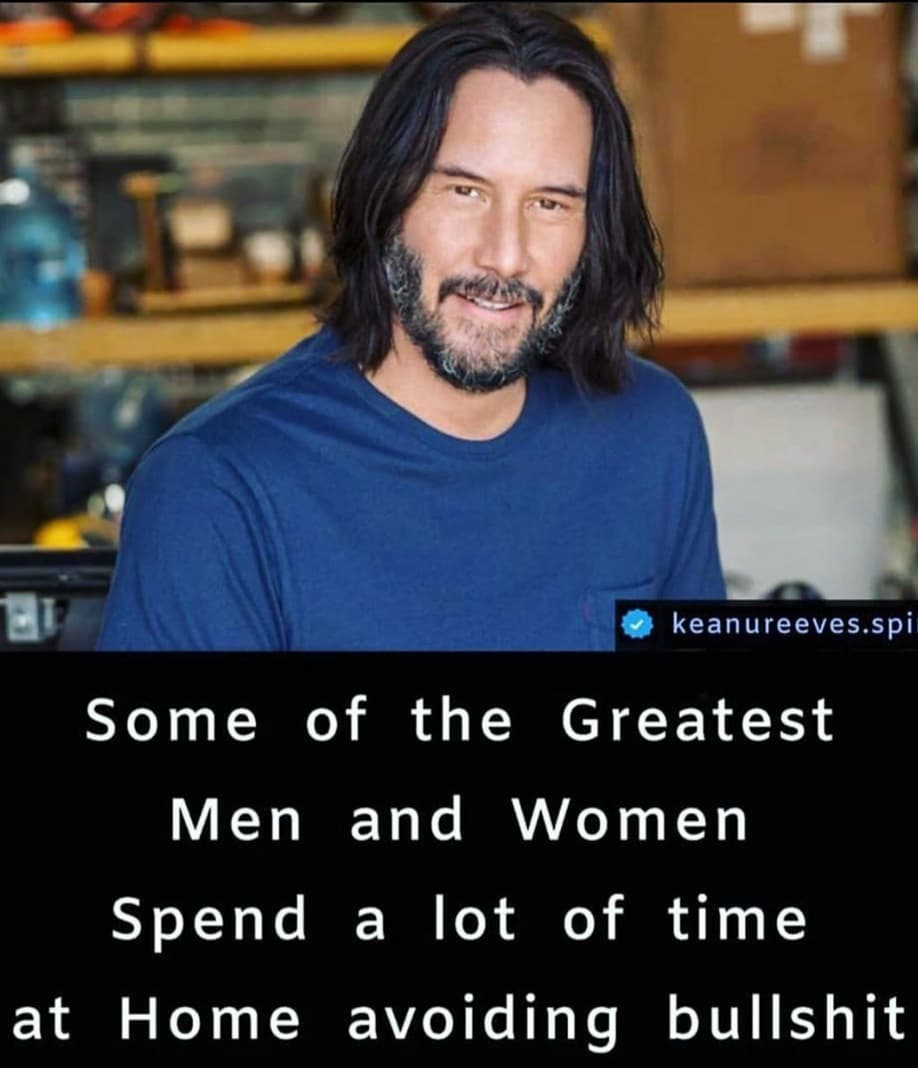 keanureeves.spi
Some of the Greatest
Men and Women
Spend a lot of time
at Home avoiding bullshit